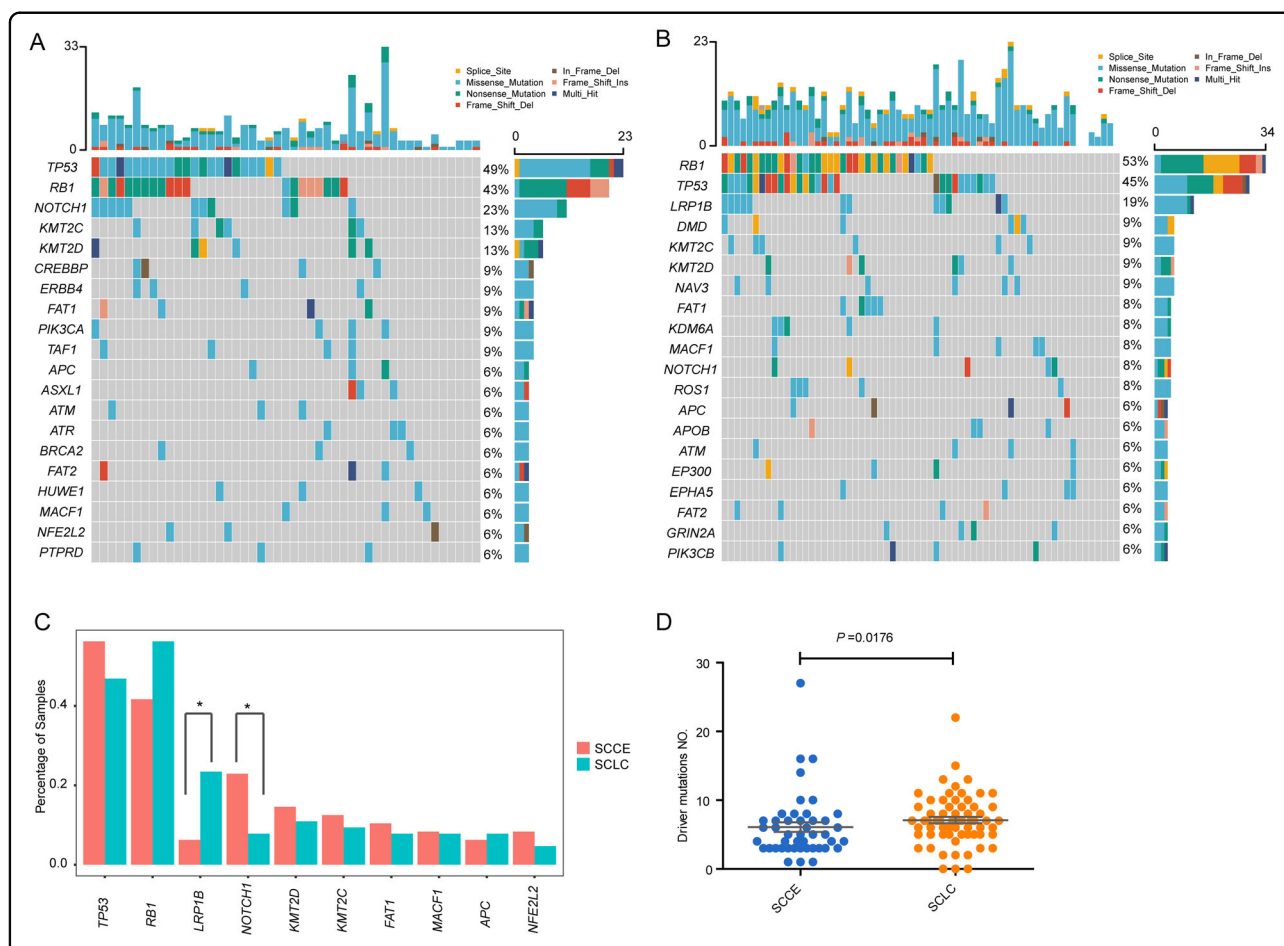 A
33
0
Splice_Site
Missense_Mutation
Nonsense_Mutation
Frame_Shift_Del
In_Frame_Del
Frame_Shift_Ins
Multi_Hit
0 23
TP53 49%
RB1 43%
NOTCH1 23%
KMT2C 13%
KMT2D 13%
CREBBP 9%
ERBB4 9%
FAT1 9%
PIK3CA 9%
TAF1 9%
APC 6%
ASXL1 6%
ATM 6%
ATR 6%
BRCA2 6%
FAT2 6%
HUWE1 6%
MACF1 6%
NFE2L2 6%
PTPRD 6%
B
23
0
Splice_Site
Missense_Mutation
Nonsense_Mutation
Frame_Shift_Del
In_Frame_Del
Frame_Shift_Ins
Multi_Hit
0 34
RB1 53%
TP53 45%
LRP1B 19%
DMD 9%
KMT2C 9%
KMT2D 9%
NAV3 9%
FAT1 8%
KDM6A 8%
MACF1 8%
NOTCH1 8%
ROS1 8%
APC 6%
APOB 6%
ATM 6%
EP300 6%
EPHA5 6%
FAT2 6%
GRIN2A 6%
PIK3CB 6%
C
Percentage of Samples
0.4
0.2
0.0
* *
SCCE
SCLC
TP53 RB1 LRP1B NOTCH1 KMT2D KMT2C FAT1 MACF1 APC NFE2L2
D
P=0.0176
Driver mutations NO.
30
20
10
0
SCCE SCLC